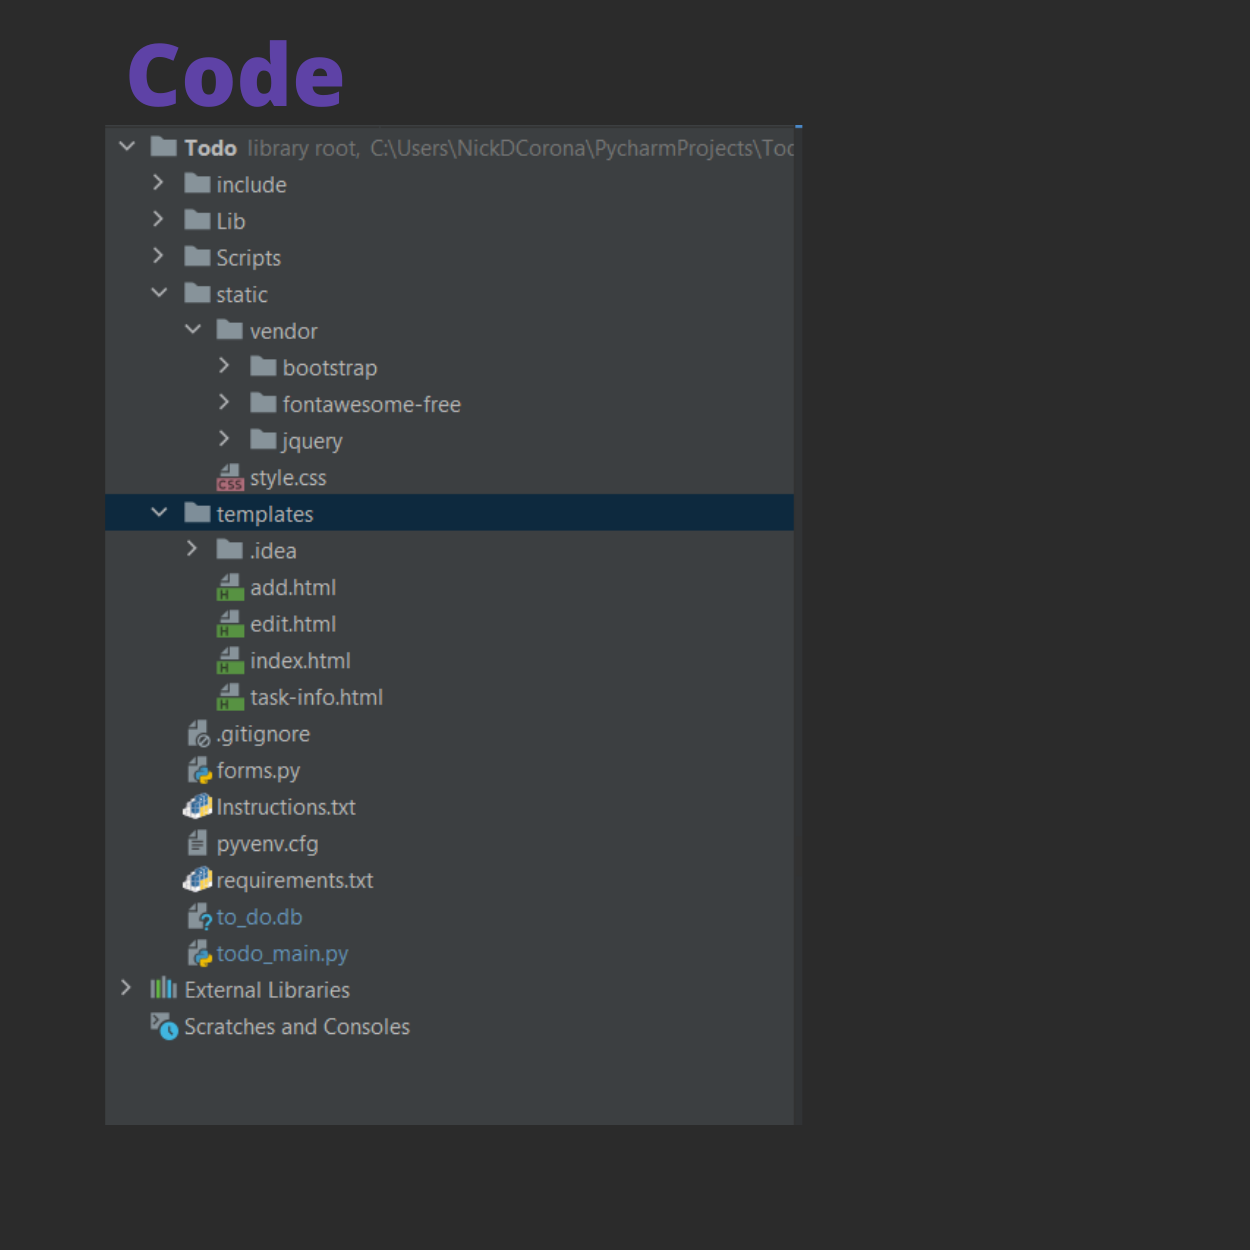 Code
Todo library root, C:\Users\NickDCorona\PycharmProjects\Toc
include
Lib
Scripts
static
vendor
bootstrap
fontawesome-free
jquery
CSS style.css
templates
.idea
H add.html
H edit.html
H index.html
H task-info.html
.gitignore
forms.py
Instructions.txt
pyvenv.cfg
requirements.txt
to_do.db
todo_main.py
External Libraries
Scratches and Consoles